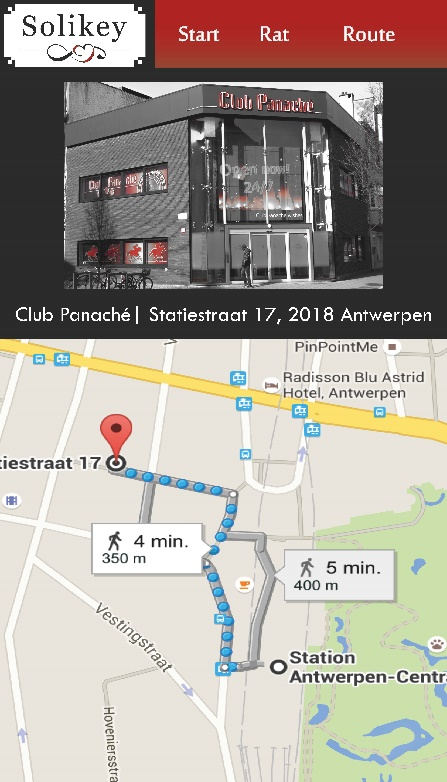 Solikey
Start Rat Route
Club Panache
Open now!
24/7
Club Panaché| Statiestraat 17, 2018 Antwerpen
PinPointMe
Radisson Blu Astrid
Hotel, Antwerpen
tiestraat 17
4 min.
350 m
5 min.
400 m
Vestingstraat
Station
Antwerpen-Centr
Hoveniersstraat